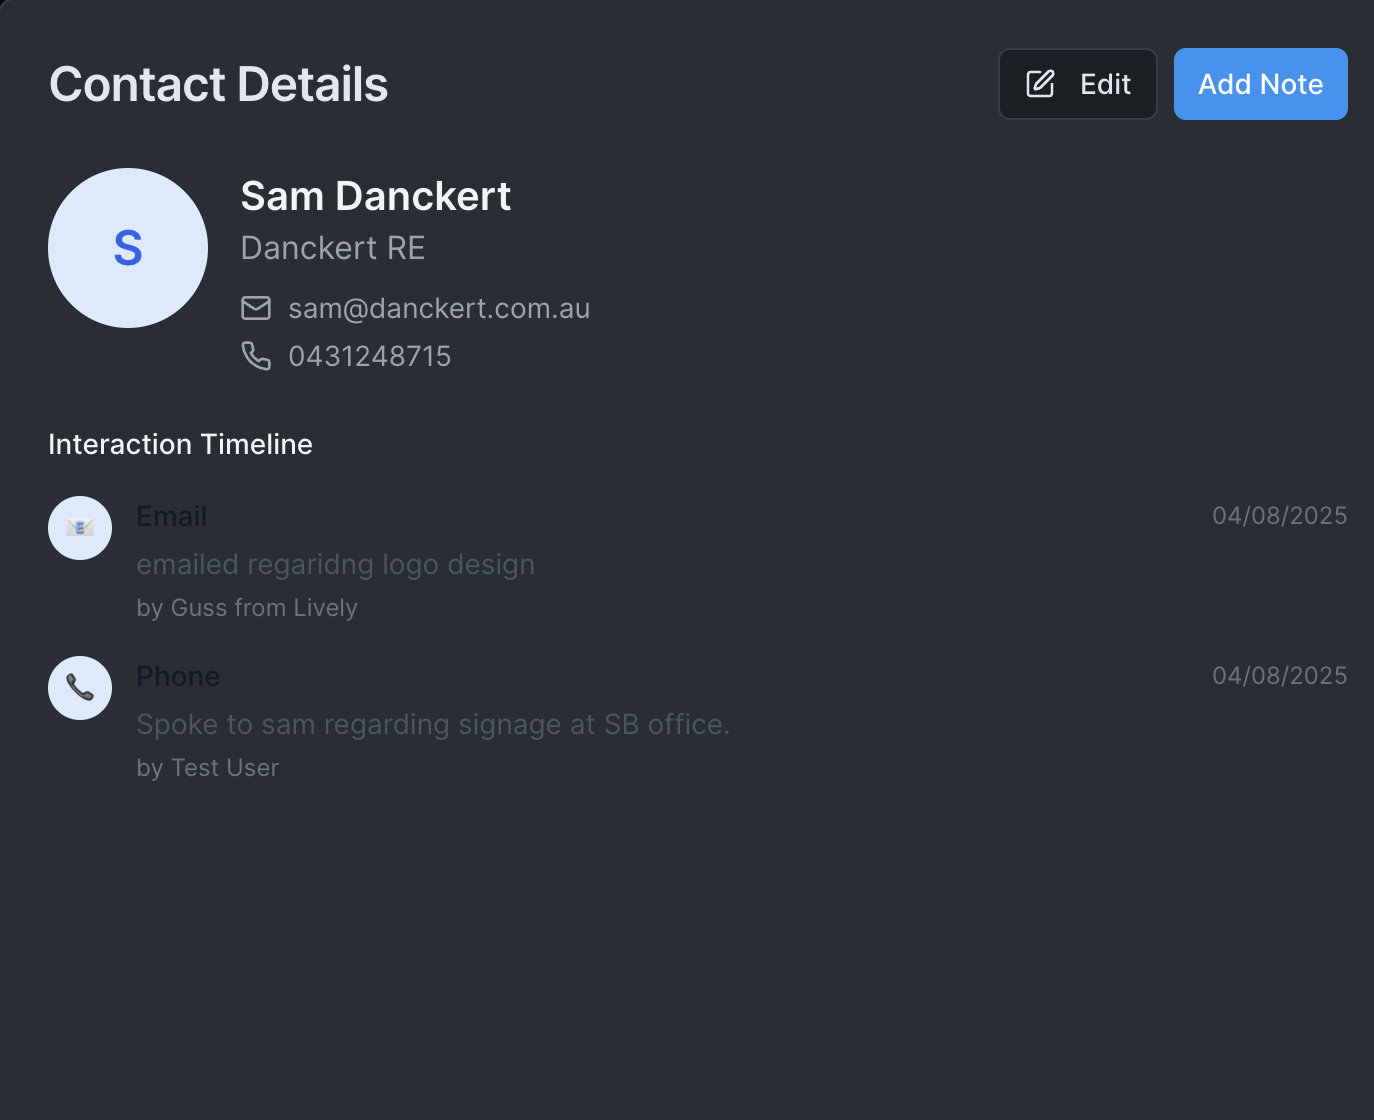 Contact Details
Edit
Add Note
S
Sam Danckert
Danckert RE
sam@danckert.com.au
0431248715
Interaction Timeline
E
Email
04/08/2025
emailed regaridng logo design
by Guss from Lively
Phone
04/08/2025
Spoke to sam regarding signage at SB office.
by Test User